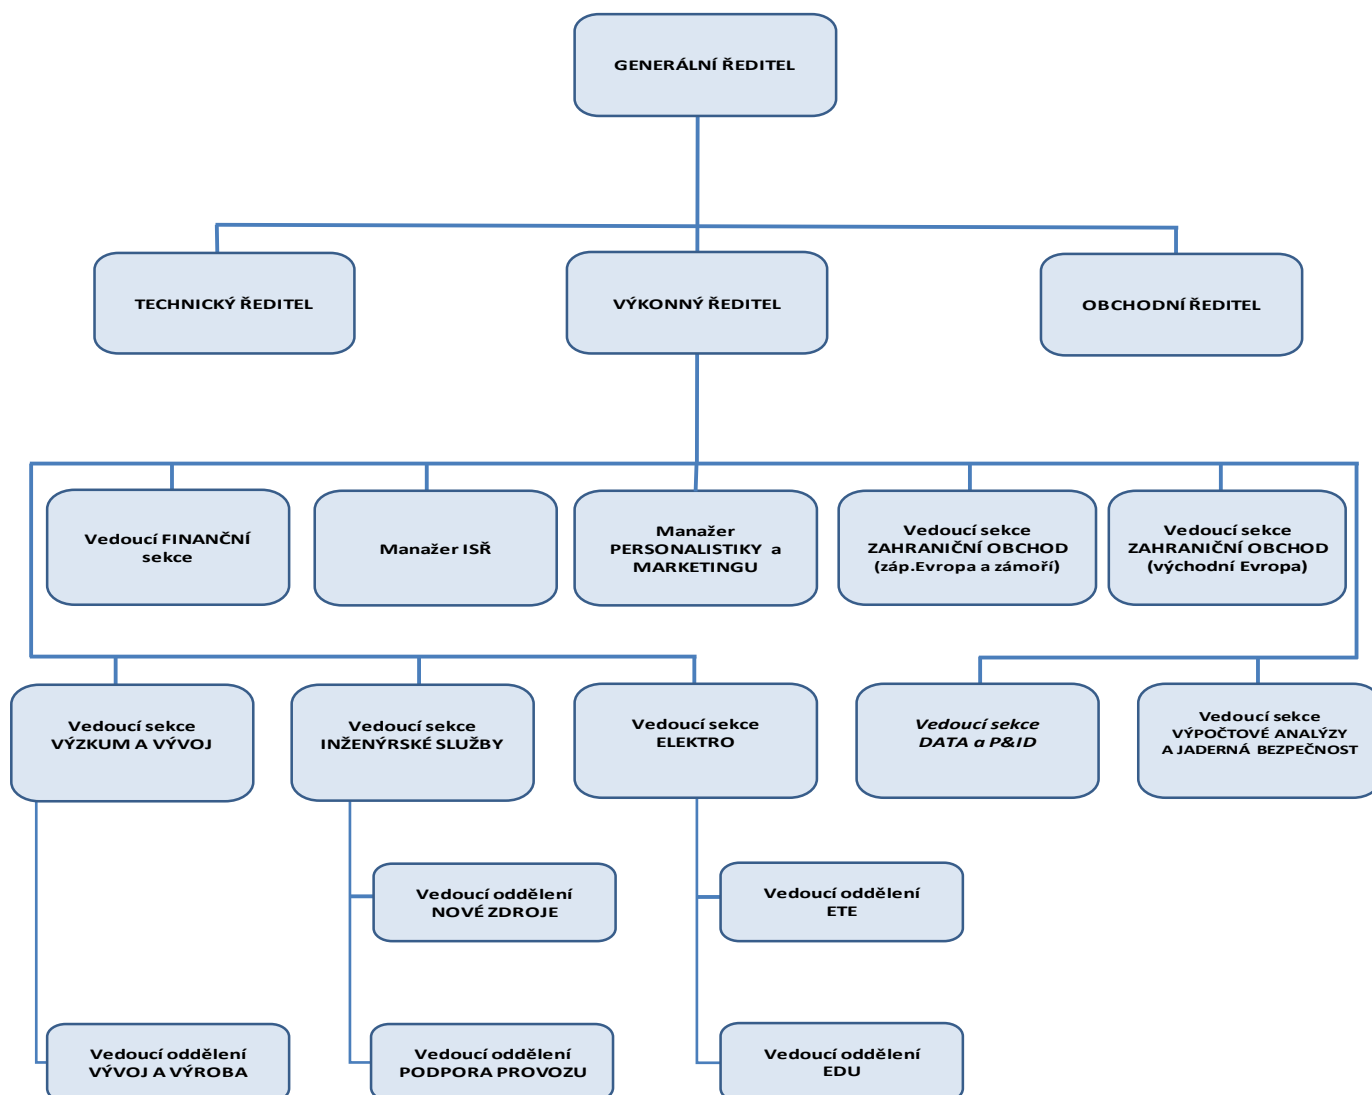 GENERÁLNÍ ŘEDITEL
TECHNICKÝ ŘEDITEL
VÝKONNÝ ŘEDITEL
OBCHODNÍ ŘEDITEL
Vedoucí FINANČNÍ
sekce
Manažer ISŘ
Manažer
PERSONALISTIKY a
MARKETINGU
Vedoucí sekce
ZAHRANIČNÍ OBCHOD
(záp.Evropa a zámoří)
Vedoucí sekce
ZAHRANIČNÍ OBCHOD
(východní Evropa)
Vedoucí sekce
VÝZKUM A VÝVOJ
Vedoucí sekce
INŽENÝRSKÉ SLUŽBY
Vedoucí sekce
ELEKTRO
Vedoucí sekce
DATA a P&ID
Vedoucí sekce
VÝPOČTOVÉ ANALÝZY
A JADERNÁ BEZPEČNOST
Vedoucí oddělení
NOVÉ ZDROJE
Vedoucí oddělení
ETE
Vedoucí oddělení
VÝVOJ A VÝROBA
Vedoucí oddělení
PODPORA PROVOZU
Vedoucí oddělení
EDU